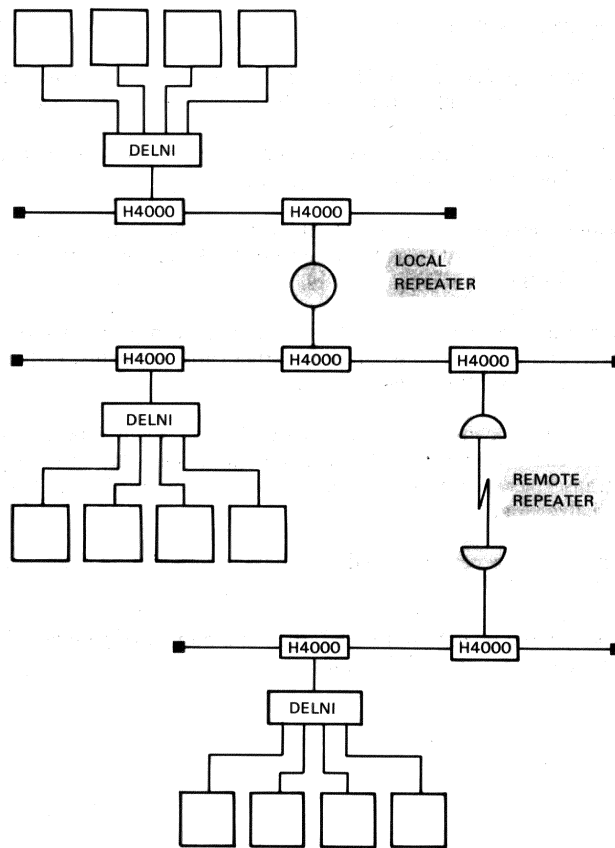 DELNI
H4000 H4000
LOCAL
REPEATER
H4000 H4000 H4000
DELNI
REMOTE
REPEATER
H4000 H4000
DELNI